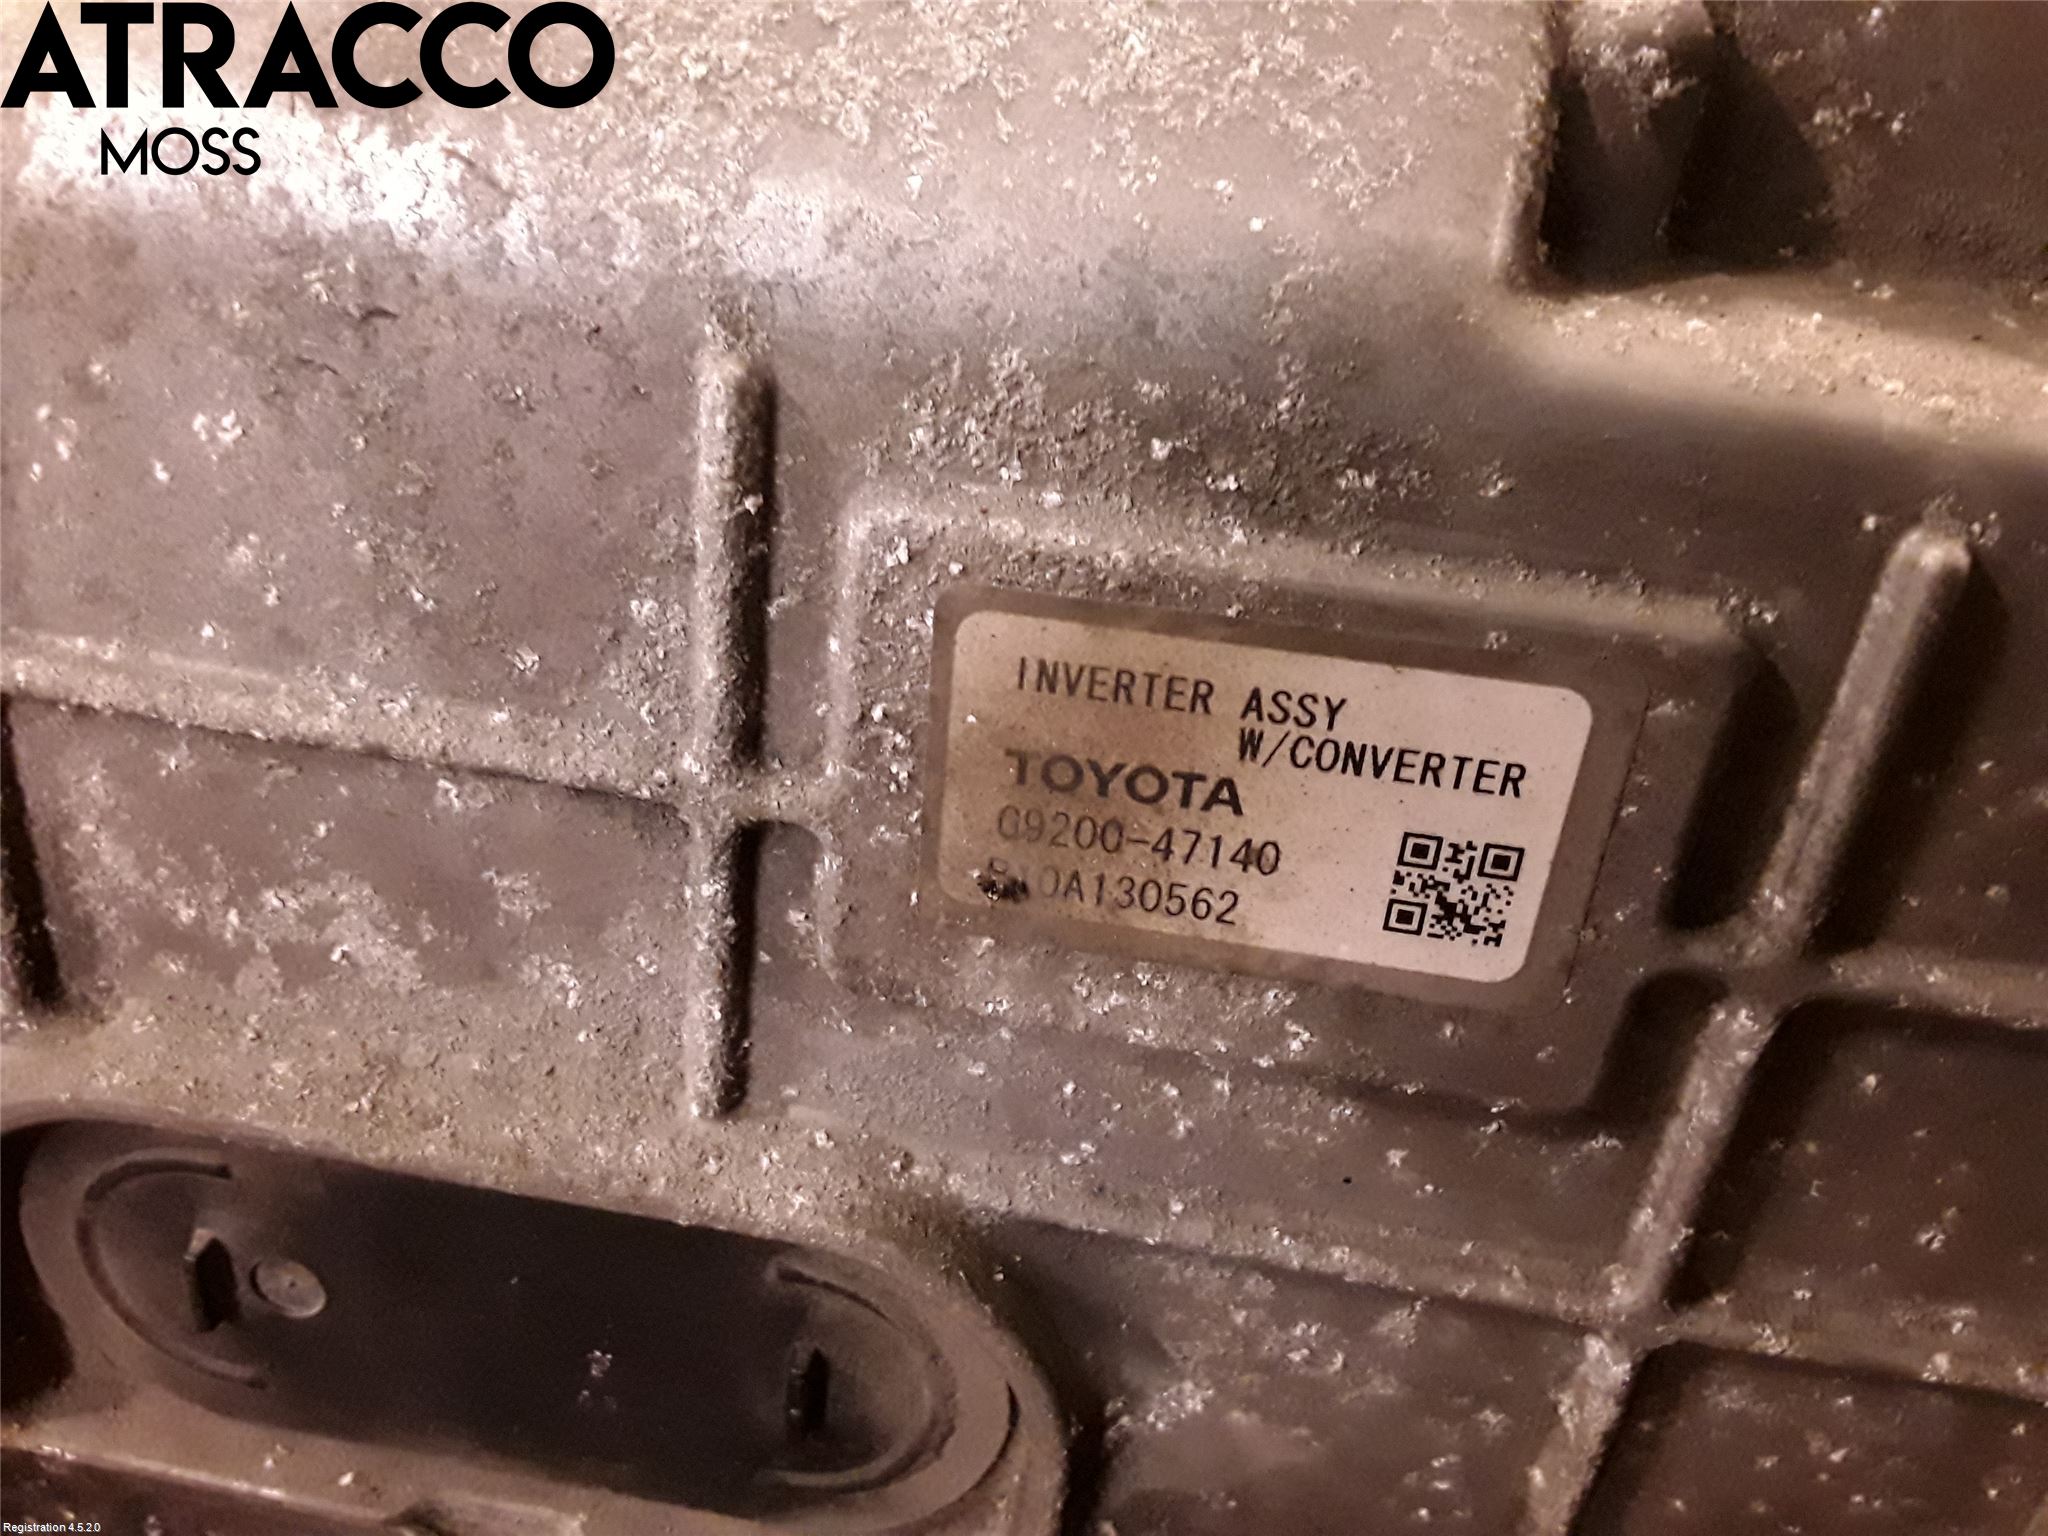 ATRACCO
MOSS
INVERTER ASSY
W/CONVERTER
TOYOTA
G9200-47140
Registration 4.5.2.0